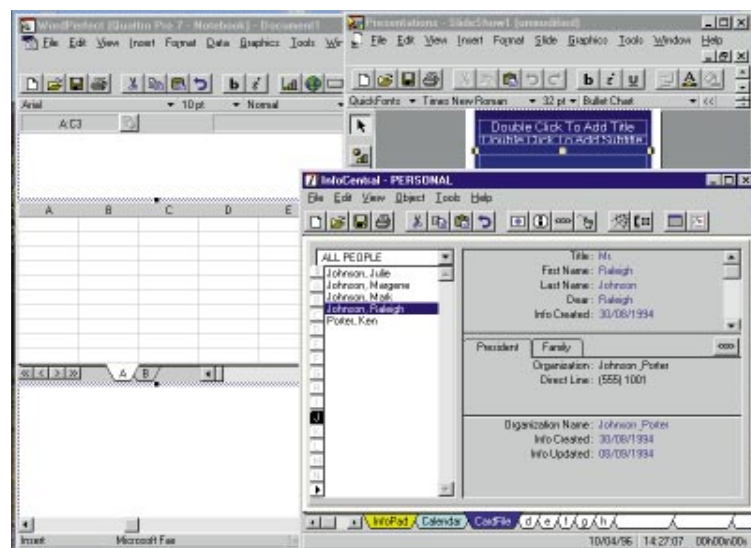 WordPerfect [Quattro Pro 7 - Notebook] - Document1
File Edit View Insert Format Data Graphics Tools
Arial 10 pt Normal
A:C3
A B C D E
A B
Insert Microsoft Fax
Presentations - SlideShow1 (unmodified)
File Edit View Insert Format Slide Graphics Tools Window Help
QuickFonts Times New Roman 32 pt Bullet Chart <<
Double Click To Add Title
Double Click To Add Subtitle
InfoCentral - PERSONAL
File Edit View Object Tools Help
ALL PEOPLE
Johnson, Julie
Johnson, Margene
Johnson, Mark
Johnson, Raleigh
Porter, Ken
J
Title: Mr.
First Name: Raleigh
Last Name: Johnson
Dear: Raleigh
Info Created: 30/08/1994
President Family
Organization: Johnson_Porter
Direct Line: (555) 1001
Organization Name: Johnson_Porter
Info Created: 30/08/1994
Info Updated: 09/09/1994
InfoPad Calendar CardFile d e f g h
10/04/96 14:27:07 00h00m00s